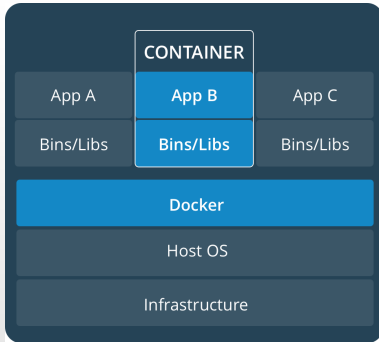 CONTAINER
App A App B App C
Bins/Libs Bins/Libs Bins/Libs
Docker
Host OS
Infrastructure